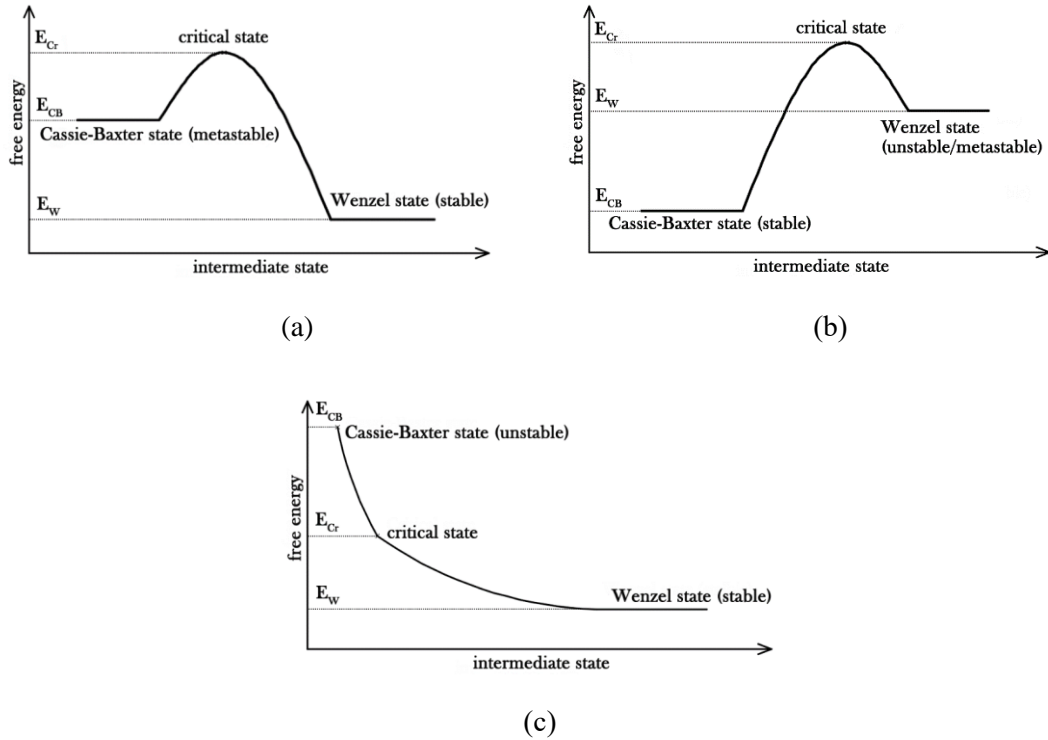 E_Cr
critical state
free energy
E_CB
Cassie-Baxter state (metastable)
Wenzel state (stable)
E_W
intermediate state
(a)
E_Cr
critical state
free energy
E_W
Wenzel state
(unstable/metastable)
E_CB
Cassie-Baxter state (stable)
intermediate state
(b)
E_CB
Cassie-Baxter state (unstable)
free energy
E_Cr
critical state
E_W
Wenzel state (stable)
intermediate state
(c)